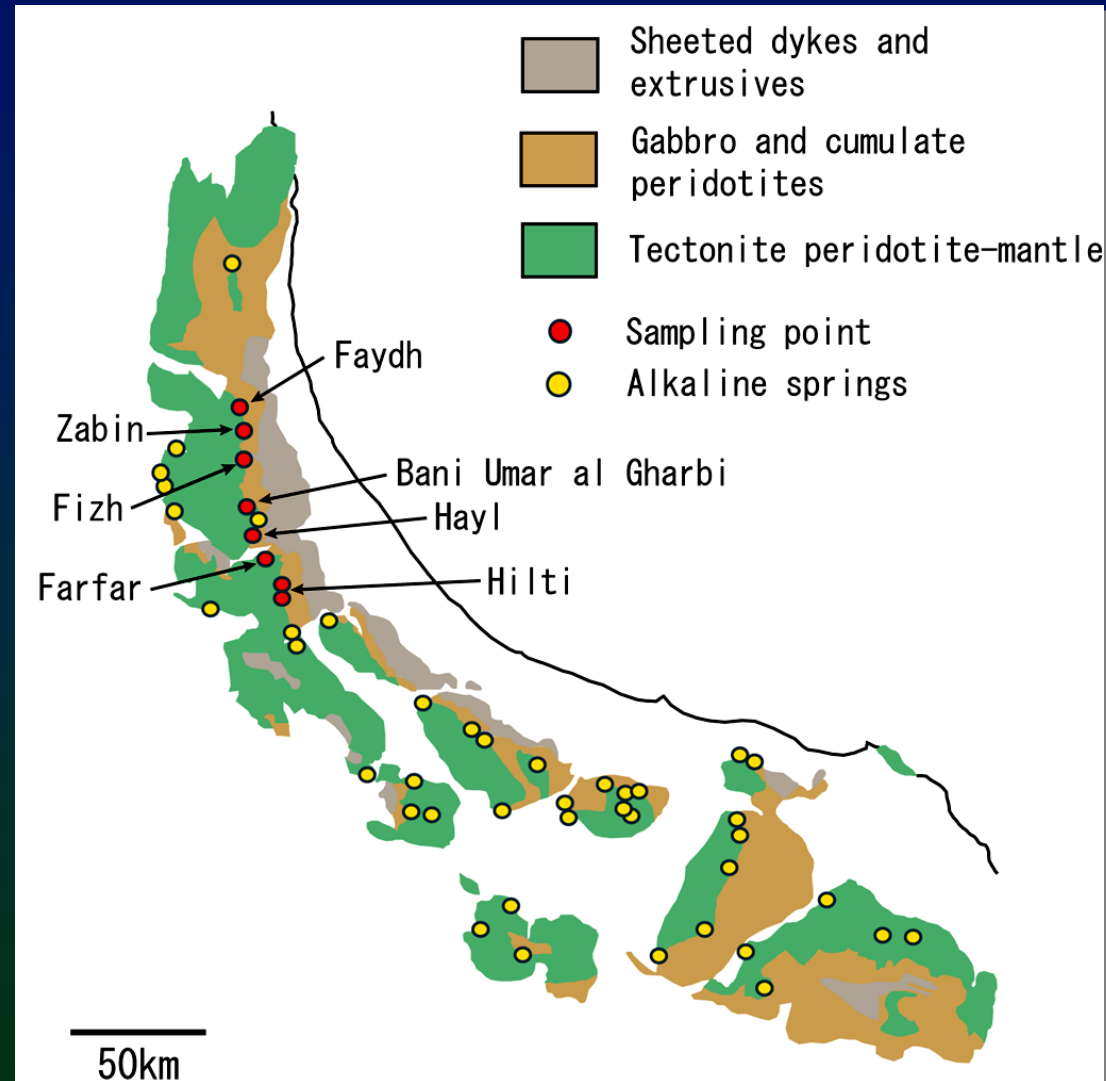 Sheeted dykes and
extrusives
Gabbro and cumulate
peridotites
Tectonite peridotite-mantle
Sampling point
Alkaline springs
Faydh
Zabin
Bani Umar al Gharbi
Fizh
Hayl
Farfar
Hilti
50km